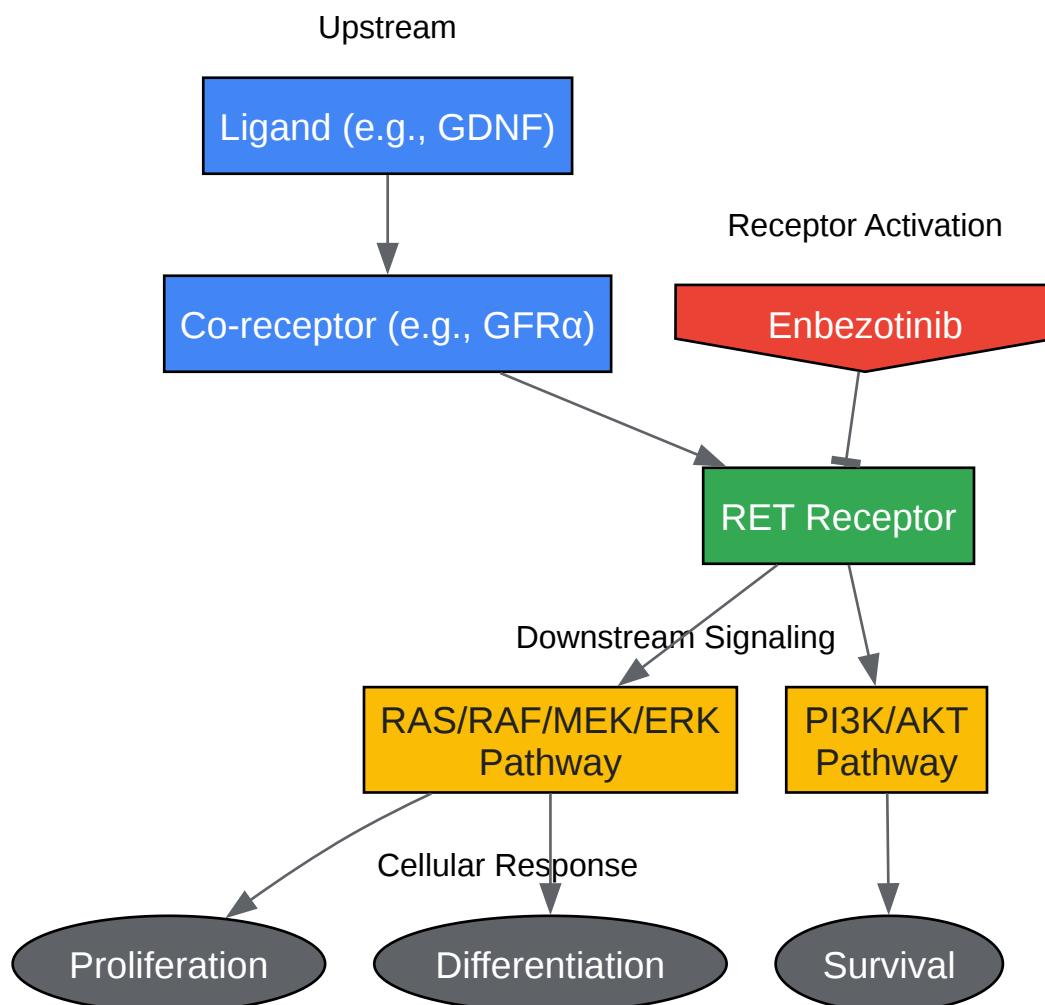 Upstream
Ligand (e.g., GDNF)
Receptor Activation
Co-receptor (e.g., GFRα)
Enbezotinib
RET Receptor
Downstream Signaling
RAS/RAF/MEK/ERK
Pathway
PI3K/AKT
Pathway
Cellular Response
Proliferation
Differentiation
Survival